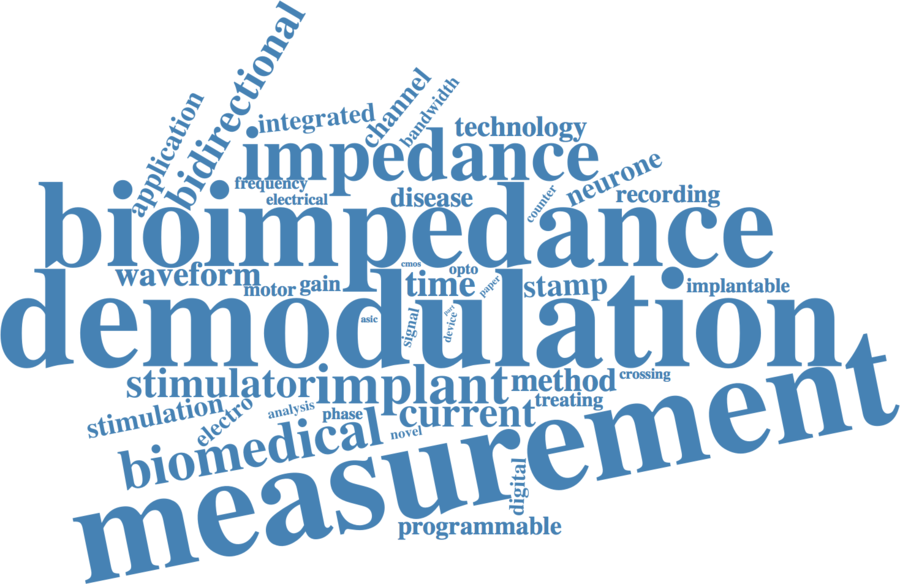 application
bidirectional
integrated
channel
bandwidth
technology
impedance
frequency
electrical
disease
counter
neurone
recording
bioimpedance
waveform
motor
gain
cmos
time
opto
paper
stamp
implantable
demodulation
asic
signal
device
stimulator
implant
method
crossing
treating
stimulation
electro
analysis
phase
current
biomedical
novel
measurement
digital
programmable